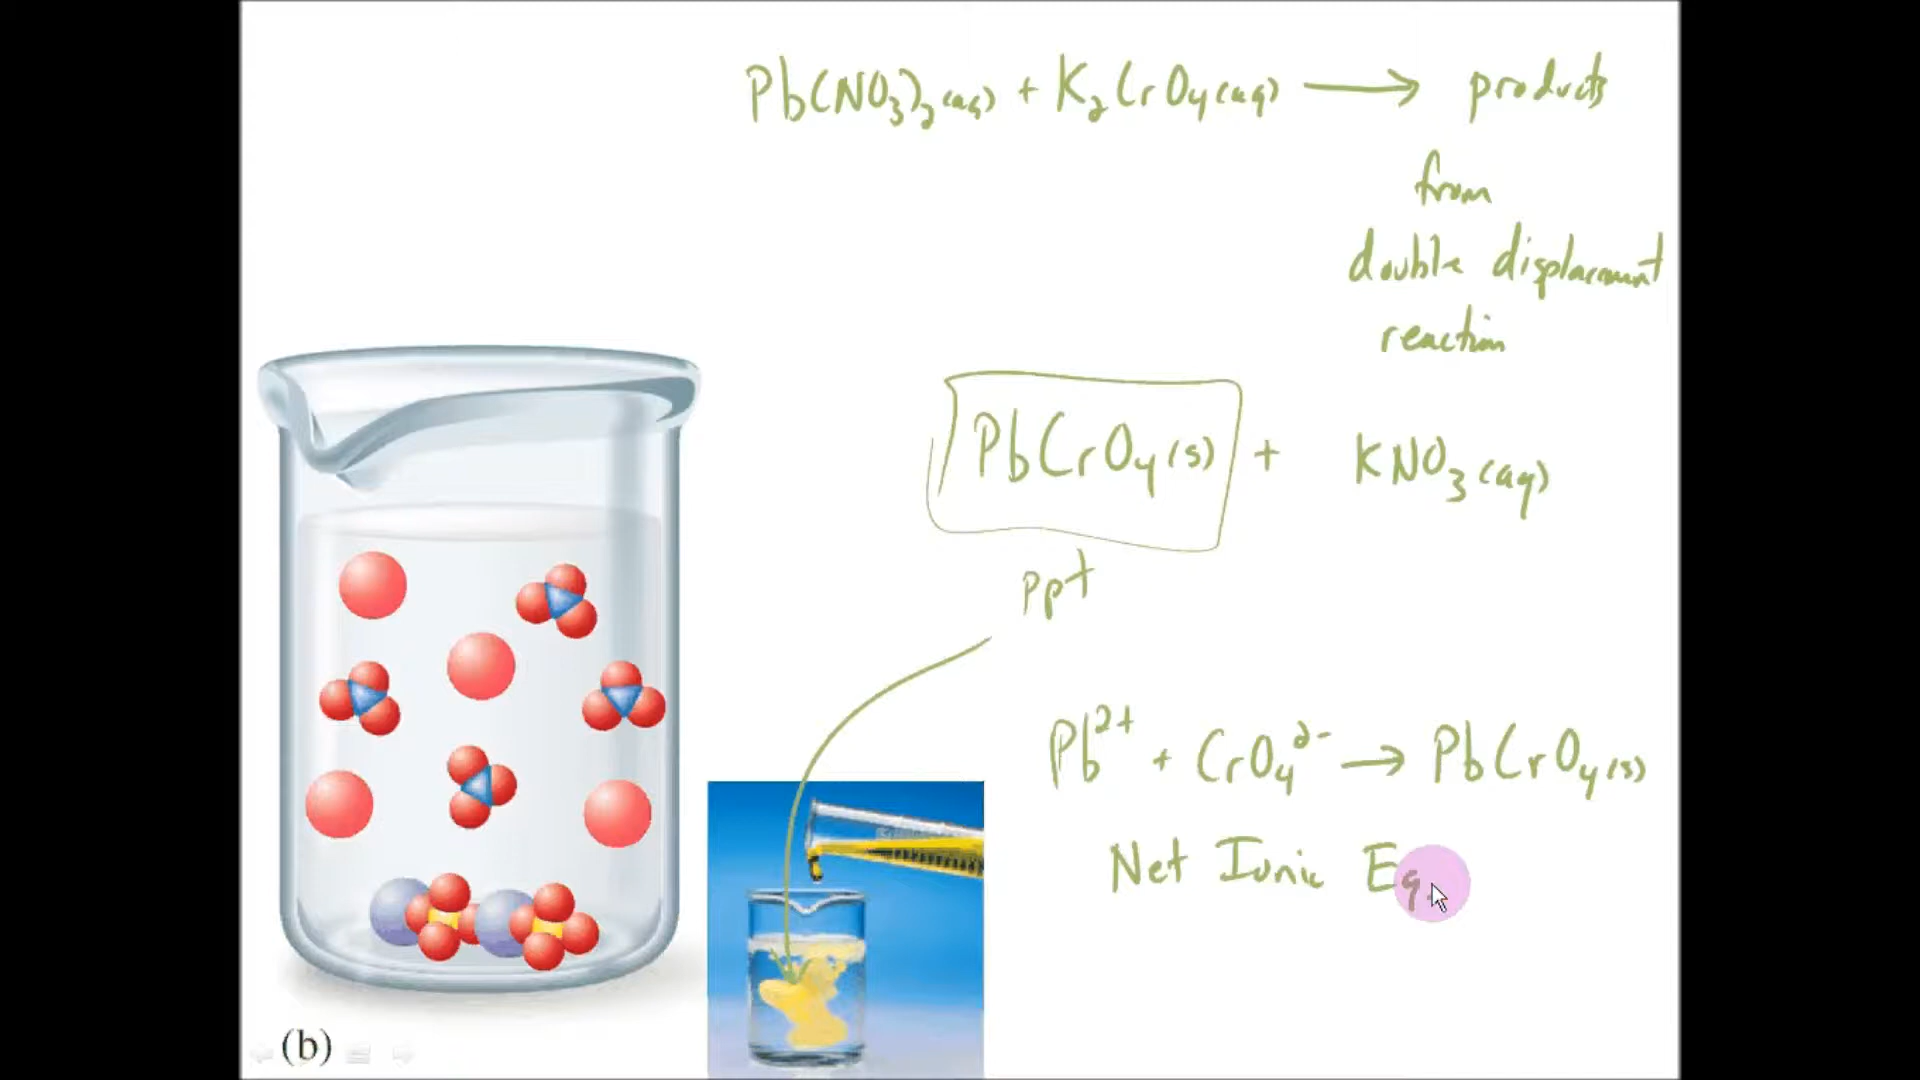 Pb(NO₃)₂(aq) + K₂CrO₄(aq) → products
from
double displacement
reaction
PbCrO₄(s) + KNO₃(aq)
ppt
Pb²⁺ + CrO₄²⁻ → PbCrO₄(s)
Net Ionic Eq.
(b)